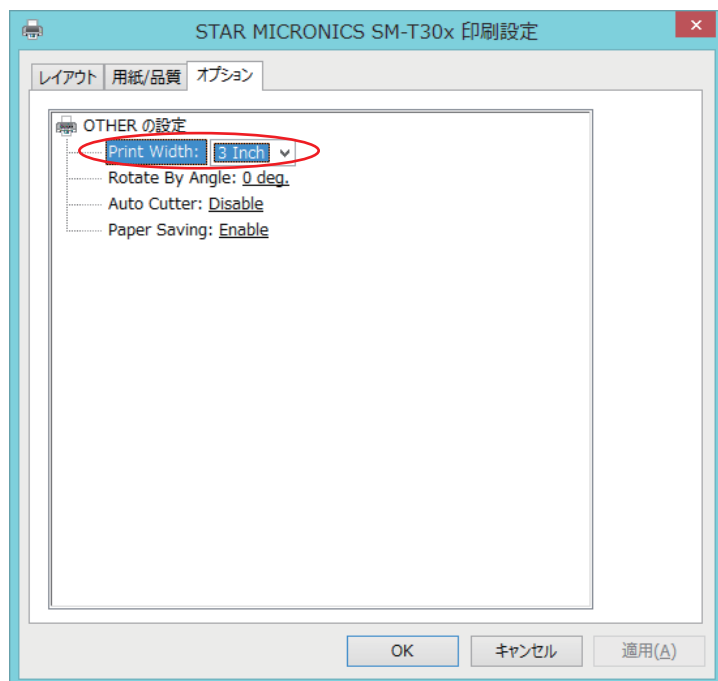 STAR MICRONICS SM-T30x 印刷設定
レイアウト 用紙/品質 オプション
OTHER の設定
Print Width: 3 Inch
Rotate By Angle: 0 deg.
Auto Cutter: Disable
Paper Saving: Enable
OK キャンセル 適用(A)